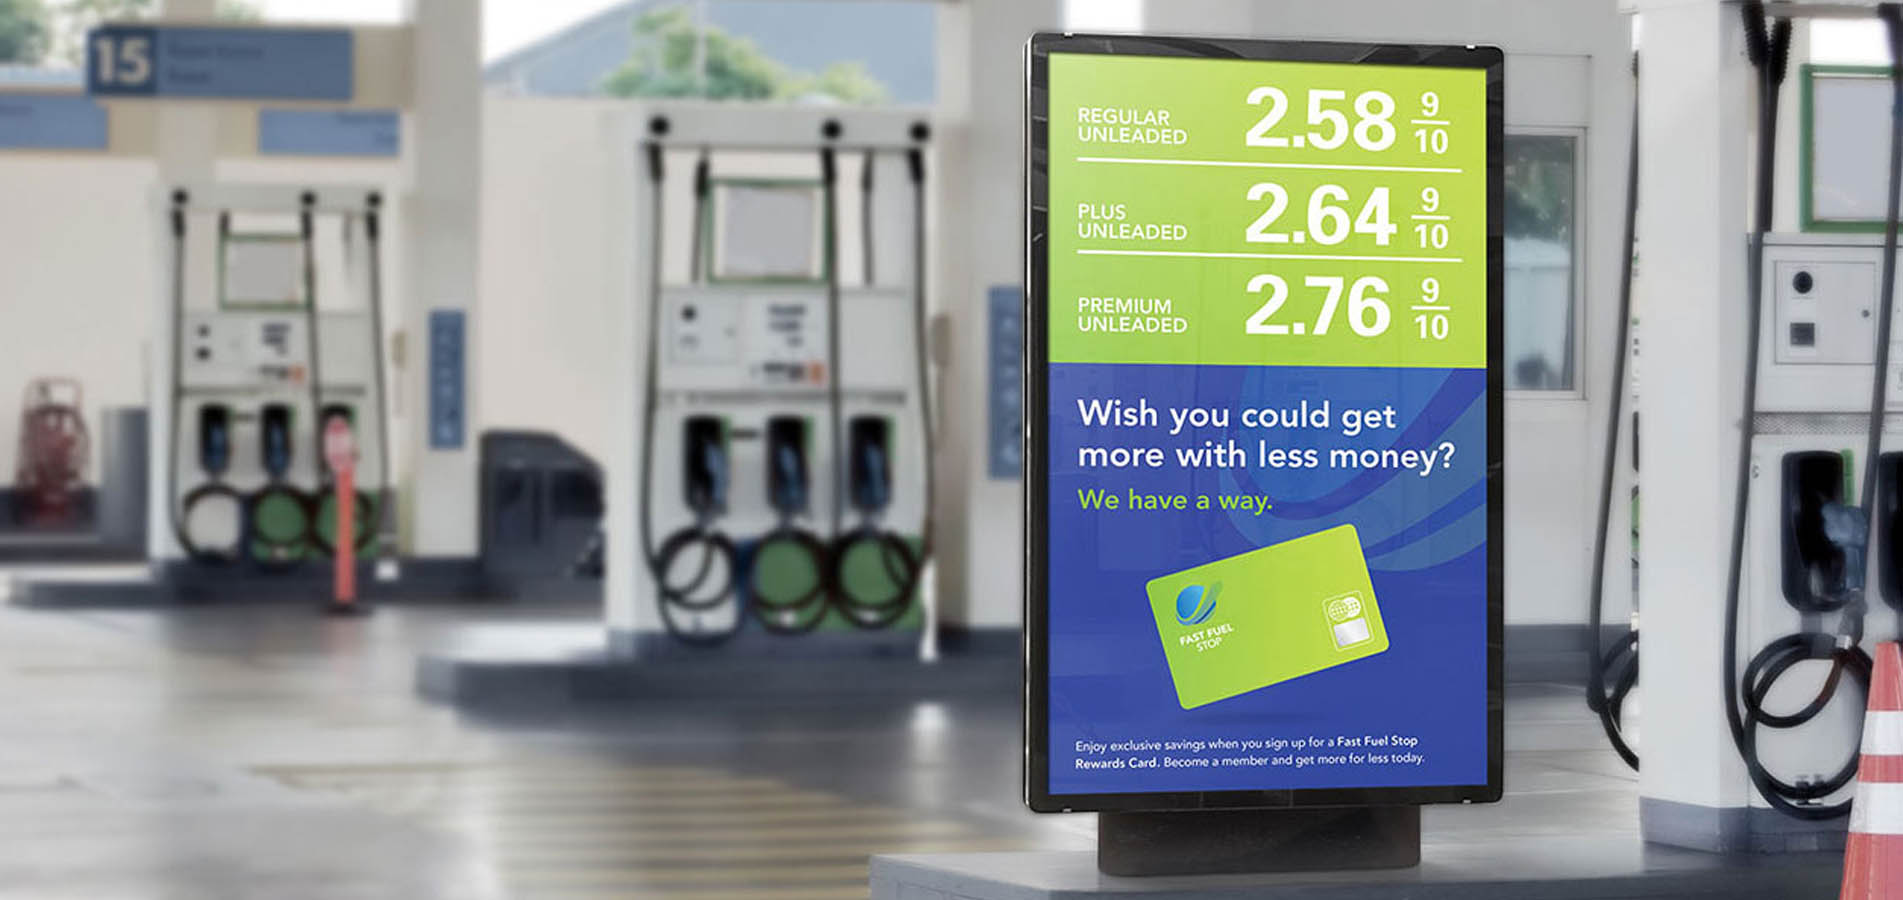 15
REGULAR
UNLEADED
2.58 9/10
PLUS
UNLEADED
2.64 9/10
PREMIUM
UNLEADED
2.76 9/10
Wish you could get
more with less money?
We have a way.
FAST FUEL
STOP
Enjoy exclusive savings when you sign up for a Fast Fuel Stop
Rewards Card. Become a member and get more for less today.